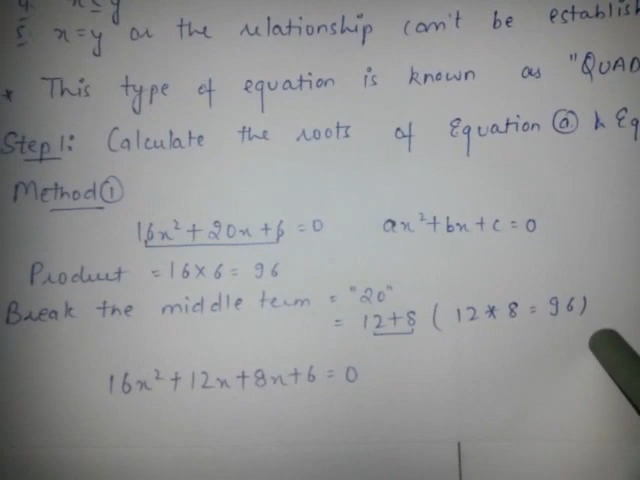 4. x ≤ y
5. x=y or the relationship can't be establish
* This type of equation is known as "QUAD
Step 1: Calculate the roots of Equation ⓐ & Eq
Method ①
16x² + 20x + 6 = 0 ax² + bx + c = 0
Product = 16 × 6 = 96
Break the middle term = "20"
= 12+8 ( 12 * 8 = 96)
16x² + 12x + 8x + 6 = 0